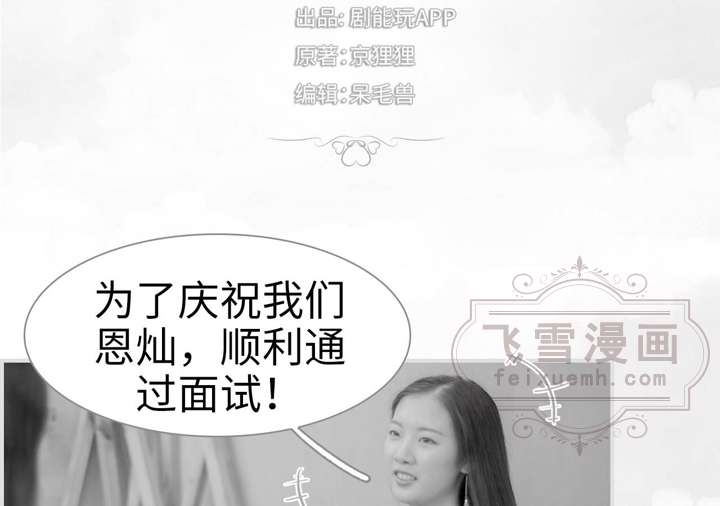 出品：剧能玩APP
原著：京狸狸
编辑：呆毛兽
为了庆祝我们
恩灿，顺利通
过面试！
飞雪漫画
feixuemh.com